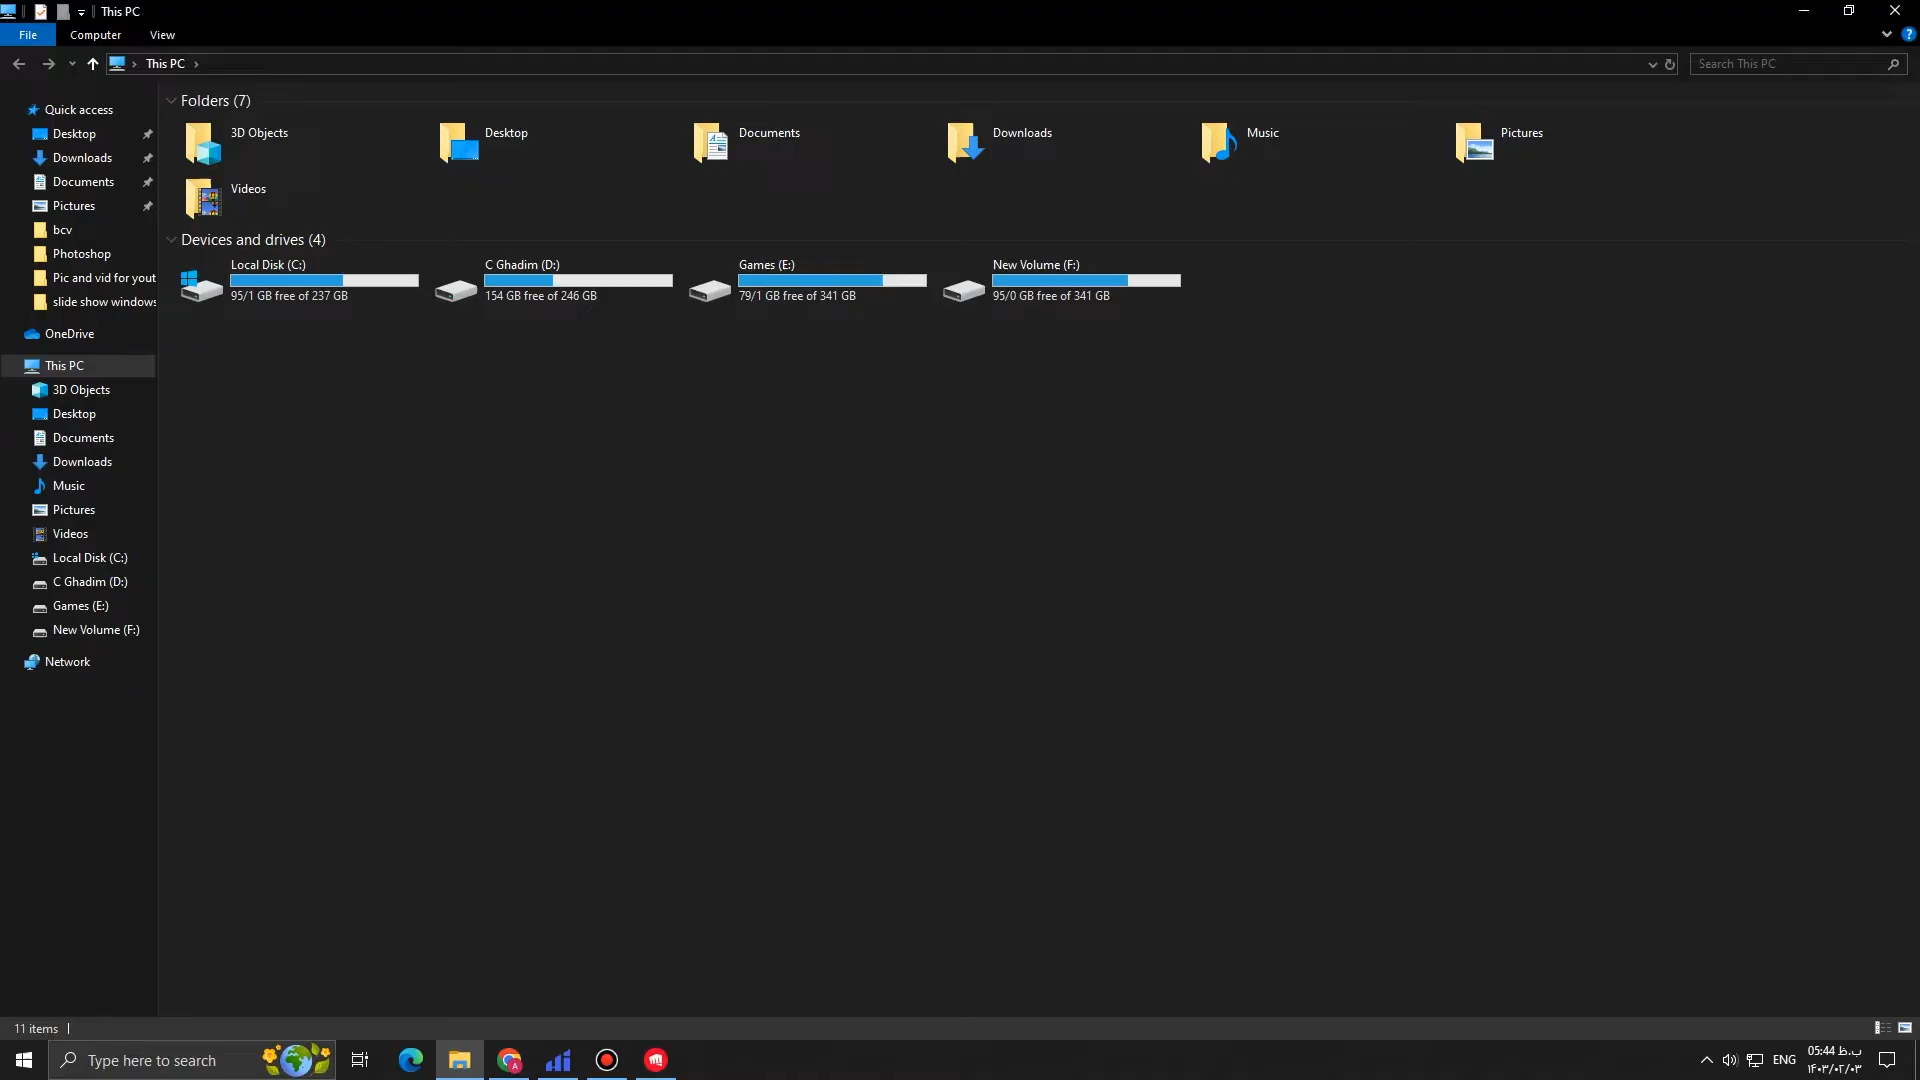 This PC
File
Computer
View
This PC
Search This PC
Quick access
Desktop
Downloads
Documents
Pictures
bcv
Photoshop
Pic and vid for yout
slide show windows
OneDrive
This PC
3D Objects
Desktop
Documents
Downloads
Music
Pictures
Videos
Local Disk (C:)
C Ghadim (D:)
Games (E:)
New Volume (F:)
Network
Folders (7)
3D Objects
Desktop
Documents
Downloads
Music
Pictures
Videos
Devices and drives (4)
Local Disk (C:)
95/1 GB free of 237 GB
C Ghadim (D:)
154 GB free of 246 GB
Games (E:)
79/1 GB free of 341 GB
New Volume (F:)
95/0 GB free of 341 GB
11 items
Type here to search
ENG
05:44 ب.ظ
۱۴۰۳/۰۲/۰۳